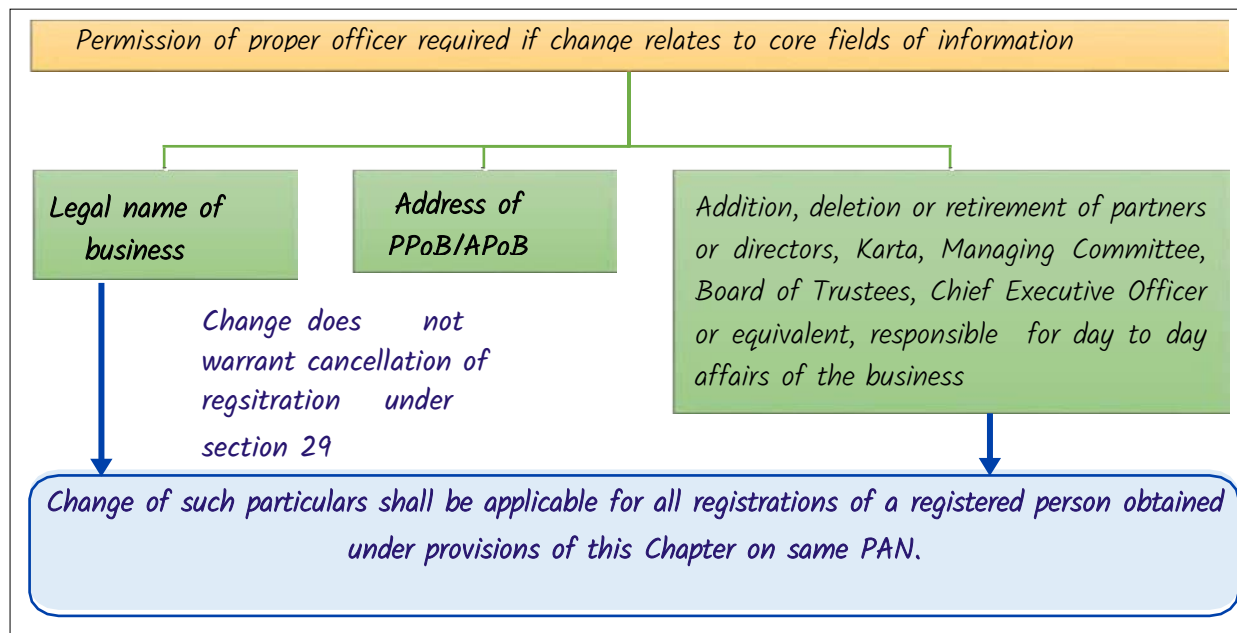 Permission of proper officer required if change relates to core fields of information
Legal name of
business
Address of
PPoB/APoB
Addition, deletion or retirement of partners
or directors, Karta, Managing Committee,
Board of Trustees, Chief Executive Officer
or equivalent, responsible for day to day
affairs of the business
Change does not
warrant cancellation of
regsitration under
section 29
Change of such particulars shall be applicable for all registrations of a registered person obtained
under provisions of this Chapter on same PAN.